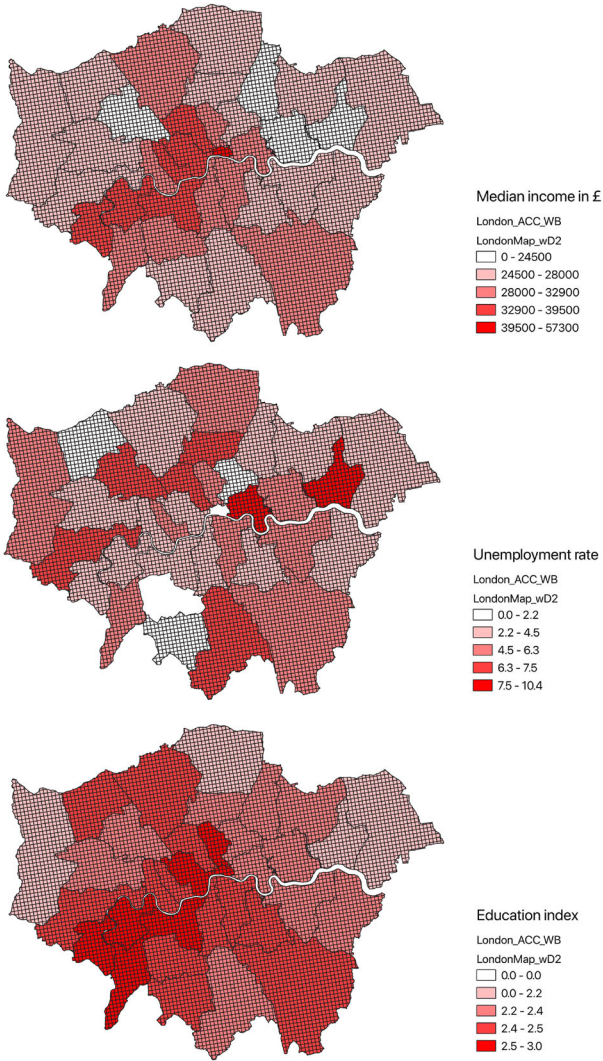 Median income in £
London_ACC_WB
LondonMap_wD2
0 - 24500
24500 - 28000
28000 - 32900
32900 - 39500
39500 - 57300
Unemployment rate
London_ACC_WB
LondonMap_wD2
0.0 - 2.2
2.2 - 4.5
4.5 - 6.3
6.3 - 7.5
7.5 - 10.4
Education index
London_ACC_WB
LondonMap_wD2
0.0 - 0.0
0.0 - 2.2
2.2 - 2.4
2.4 - 2.5
2.5 - 3.0